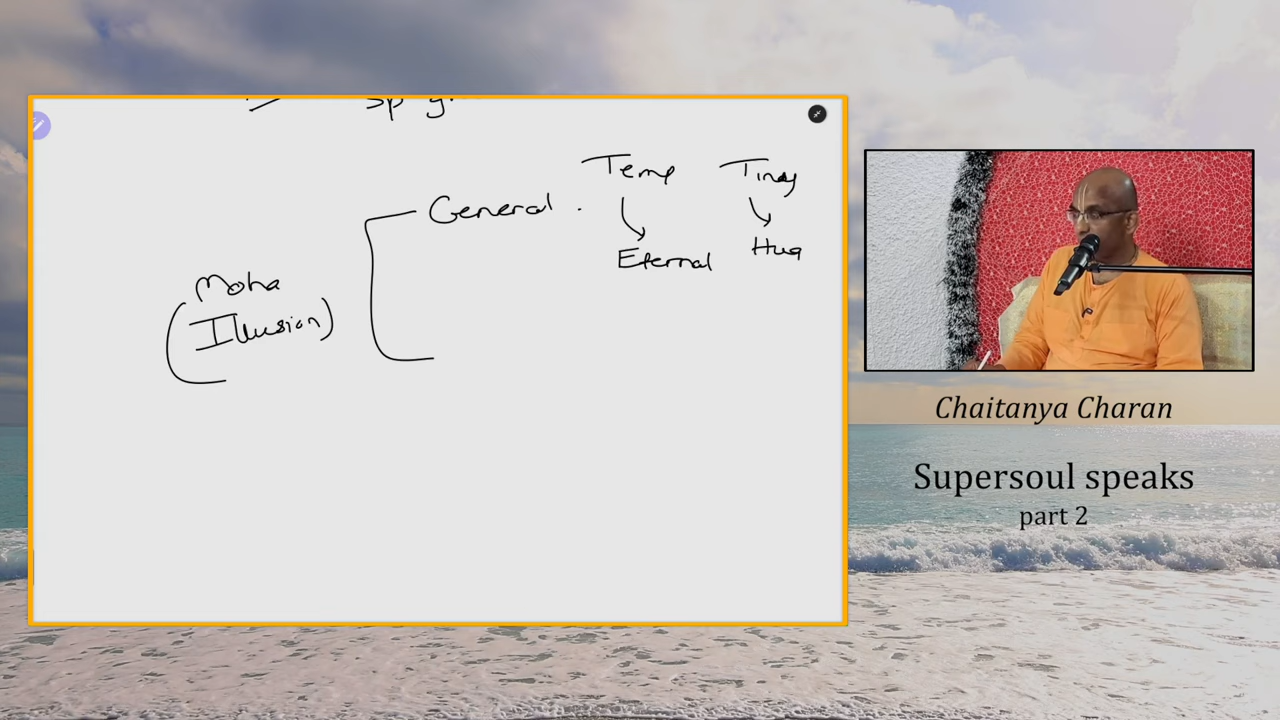 General . Temp Tiny
Eternal Hug
Moha
(Illusion)
Chaitanya Charan
Supersoul speaks
part 2